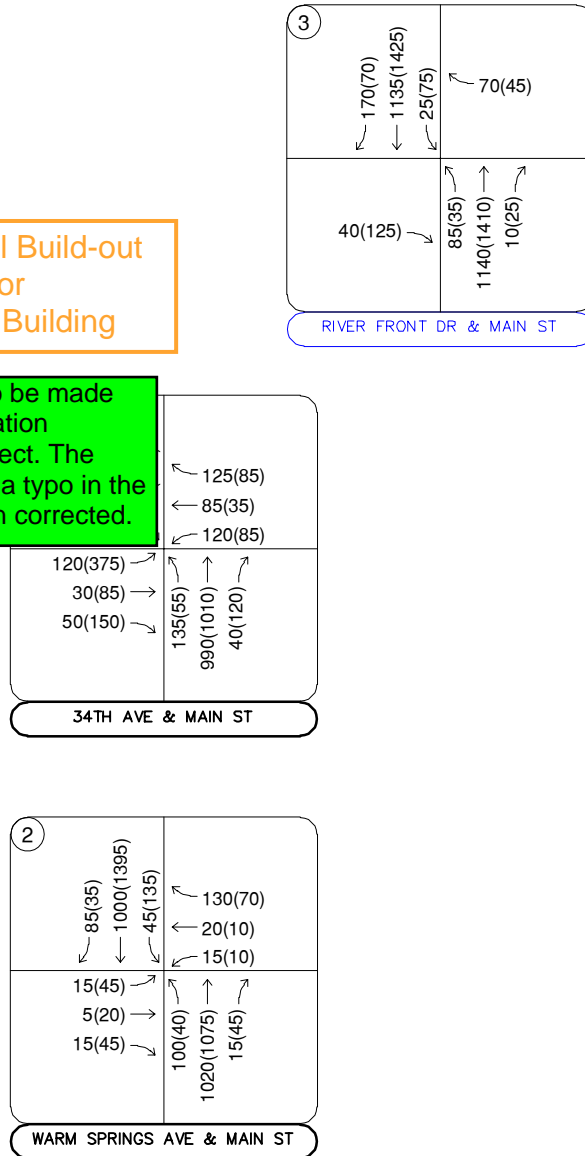 3
170(70)
1135(1425)
25(75)
70(45)
40(125)
85(35)
1140(1410)
10(25)
RIVER FRONT DR & MAIN ST
l Build-out
or
Building
be made
ation
ect. The
a typo in the
n corrected.
125(85)
85(35)
120(85)
120(375)
30(85)
50(150)
135(55)
990(1010)
40(120)
34TH AVE & MAIN ST
2
85(35)
1000(1395)
45(135)
130(70)
20(10)
15(10)
15(45)
5(20)
15(45)
100(40)
1020(1075)
15(45)
WARM SPRINGS AVE & MAIN ST